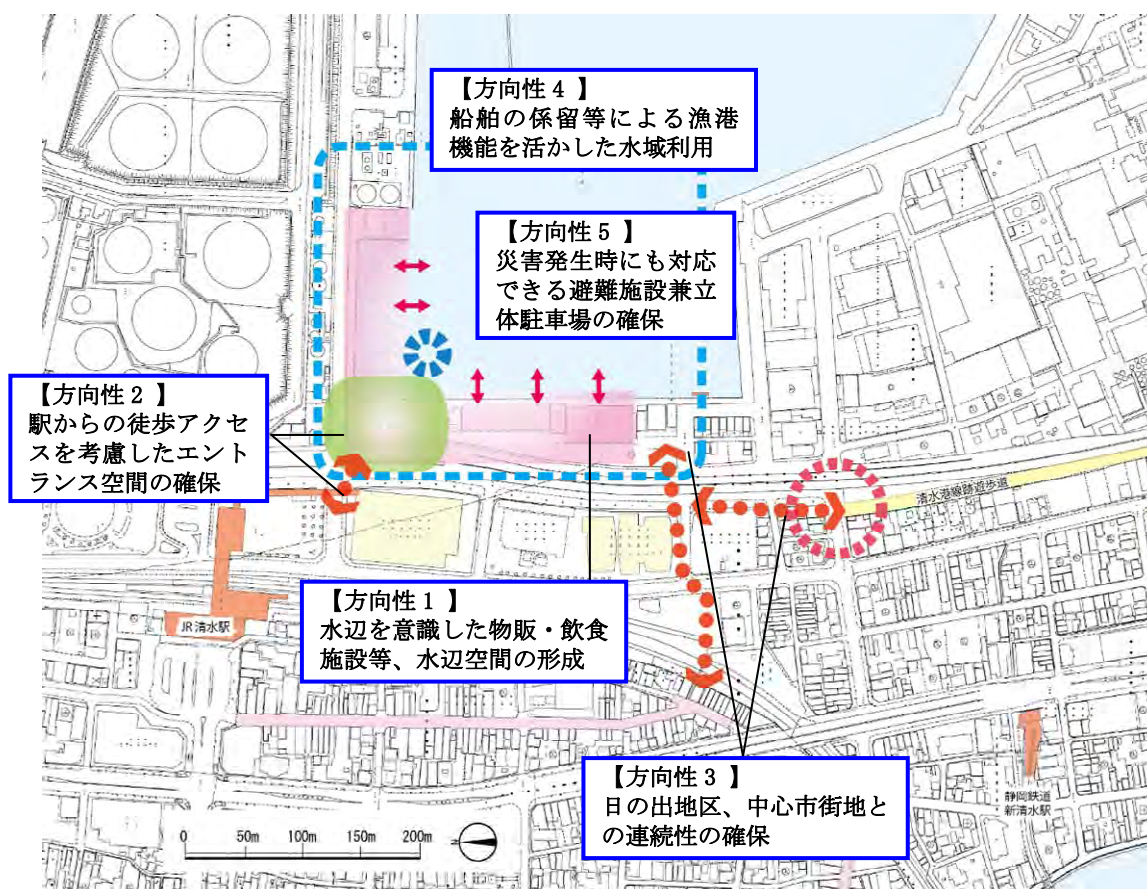 【方向性４】
船舶の係留等による漁港
機能を活かした水域利用
【方向性５】
災害発生時にも対応
できる避難施設兼立
体駐車場の確保
【方向性２】
駅からの徒歩アクセ
スを考慮したエント
ランス空間の確保
清水港線跡遊歩道
【方向性１】
水辺を意識した物販・飲食
施設等、水辺空間の形成
JR清水駅
【方向性３】
日の出地区、中心市街地と
の連続性の確保
静岡鉄道
新清水駅
0 50m 100m 150m 200m
N